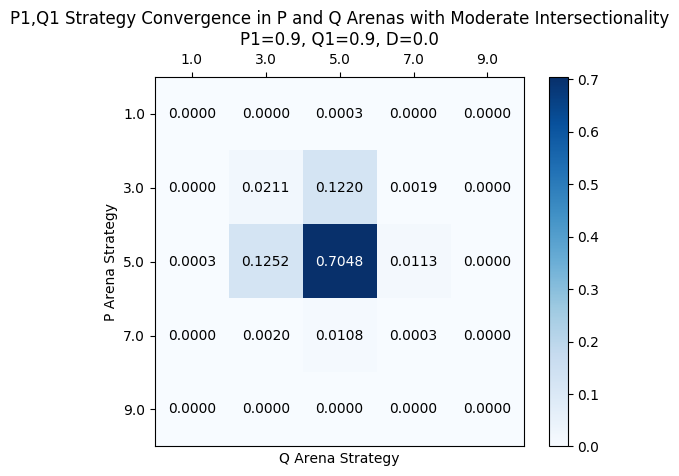 P1,Q1 Strategy Convergence in P and Q Arenas with Moderate Intersectionality
P1=0.9, Q1=0.9, D=0.0
1.0 3.0 5.0 7.0 9.0
1.0 0.0000 0.0000 0.0003 0.0000 0.0000
3.0 0.0000 0.0211 0.1220 0.0019 0.0000
5.0 0.0003 0.1252 0.7048 0.0113 0.0000
7.0 0.0000 0.0020 0.0108 0.0003 0.0000
9.0 0.0000 0.0000 0.0000 0.0000 0.0000
P Arena Strategy
Q Arena Strategy
0.7
0.6
0.5
0.4
0.3
0.2
0.1
0.0